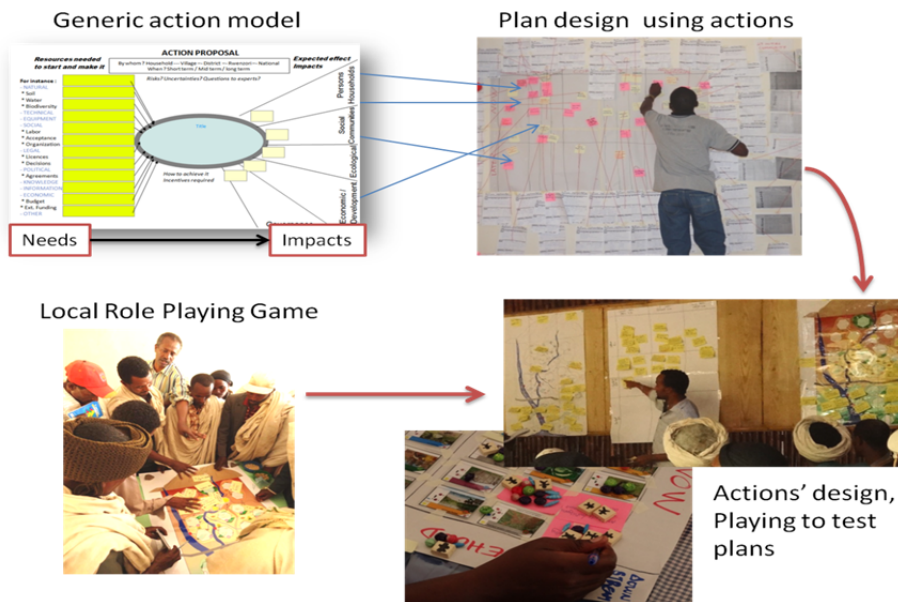 Generic action model
Plan design using actions
ACTION PROPOSAL
Resources needed
to start and make it
By whom? Household — Village — District — Rwenzori — National
When? Short term / Mid term / long term
Expected effect
Impacts
Risks? Uncertainties? Questions to experts?
For instance :
- NATURAL
* Soil
* Water
* Biodiversity
- TECHNICAL
- EQUIPMENT
- SOCIAL
* Labor
* Acceptance
* Organisation
- LEGAL
* Licences
* Decisions
- POLITICAL
* Agreements
- KNOWLEDGE
- INFORMATION
- ECONOMIC
* Budget
* Ext. Funding
- OTHER
How to achieve it
Incentives required
Persons
Households
Social
Communities
Ecological
Economic /
Development /
Needs
Impacts
Local Role Playing Game
NOW
Actions' design,
Playing to test
plans